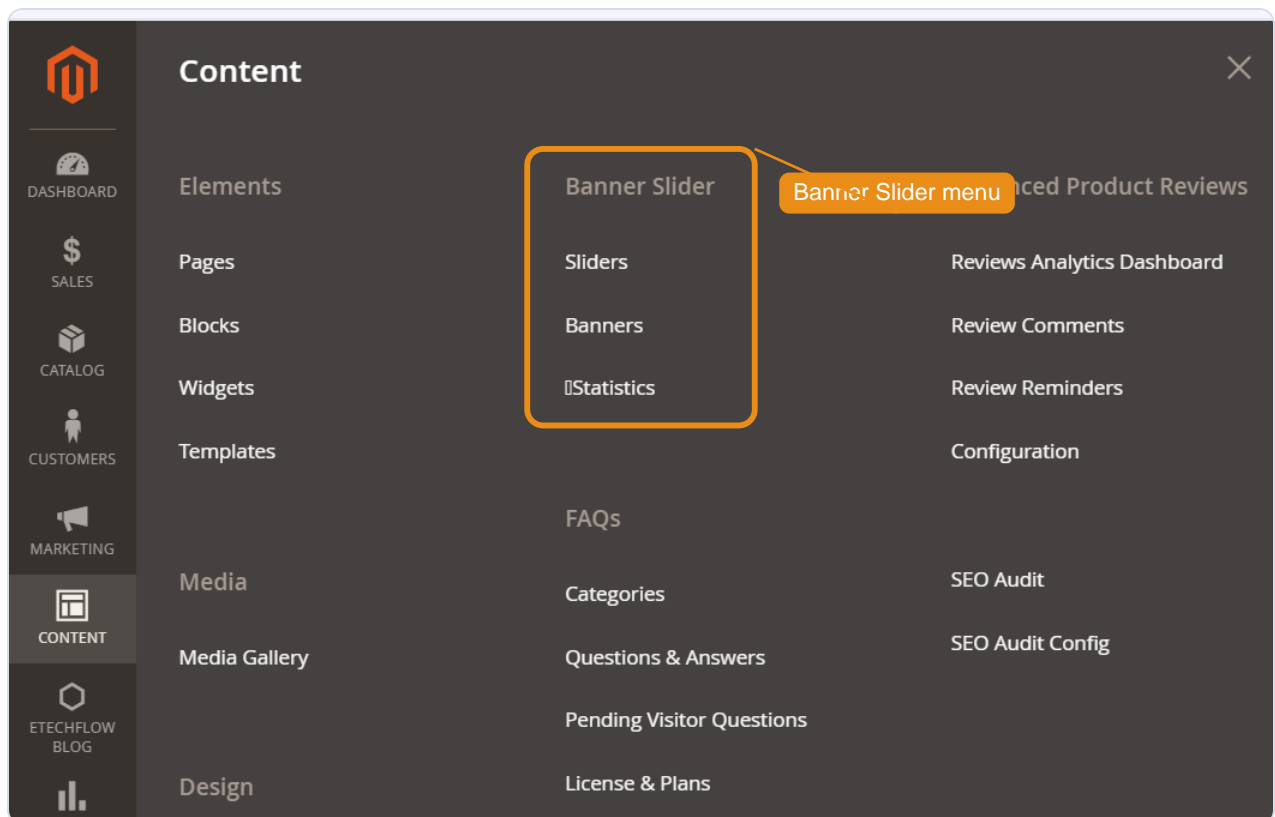 Content
DASHBOARD
SALES
CATALOG
CUSTOMERS
MARKETING
CONTENT
ETECHFLOW
BLOG
Elements
Pages
Blocks
Widgets
Templates
Media
Media Gallery
Design
Banner Slider
Sliders
Banners
Statistics
FAQs
Categories
Questions & Answers
Pending Visitor Questions
License & Plans
Banner Slider menu
Product Reviews
Reviews Analytics Dashboard
Review Comments
Review Reminders
Configuration
SEO Audit
SEO Audit Config